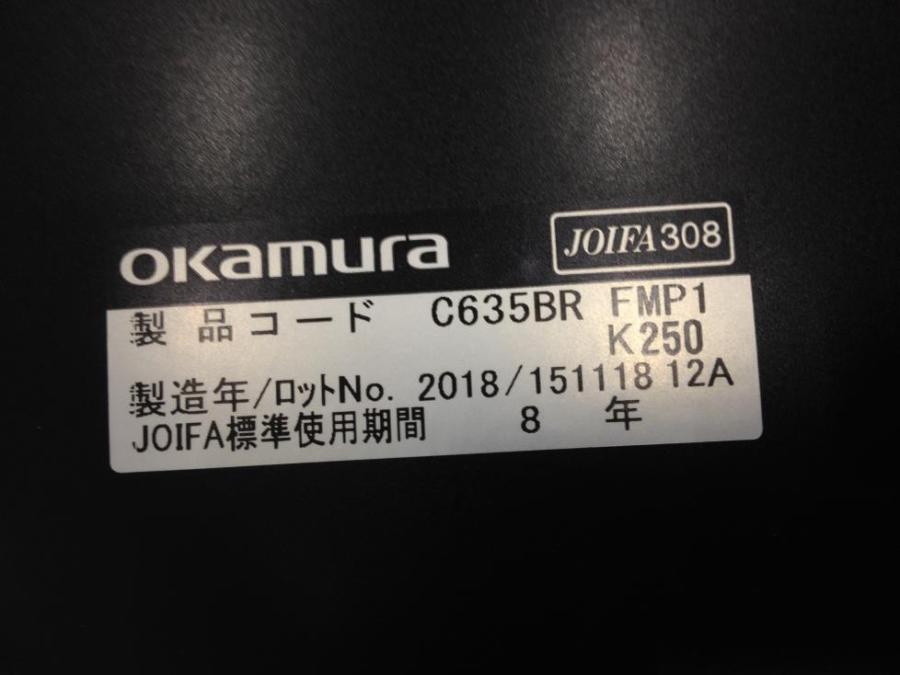 okamura JOIFA308
製品コード C635BR FMP1
K250
製造年/ロットNo. 2018/151118 12A
JOIFA標準使用期間 8 年